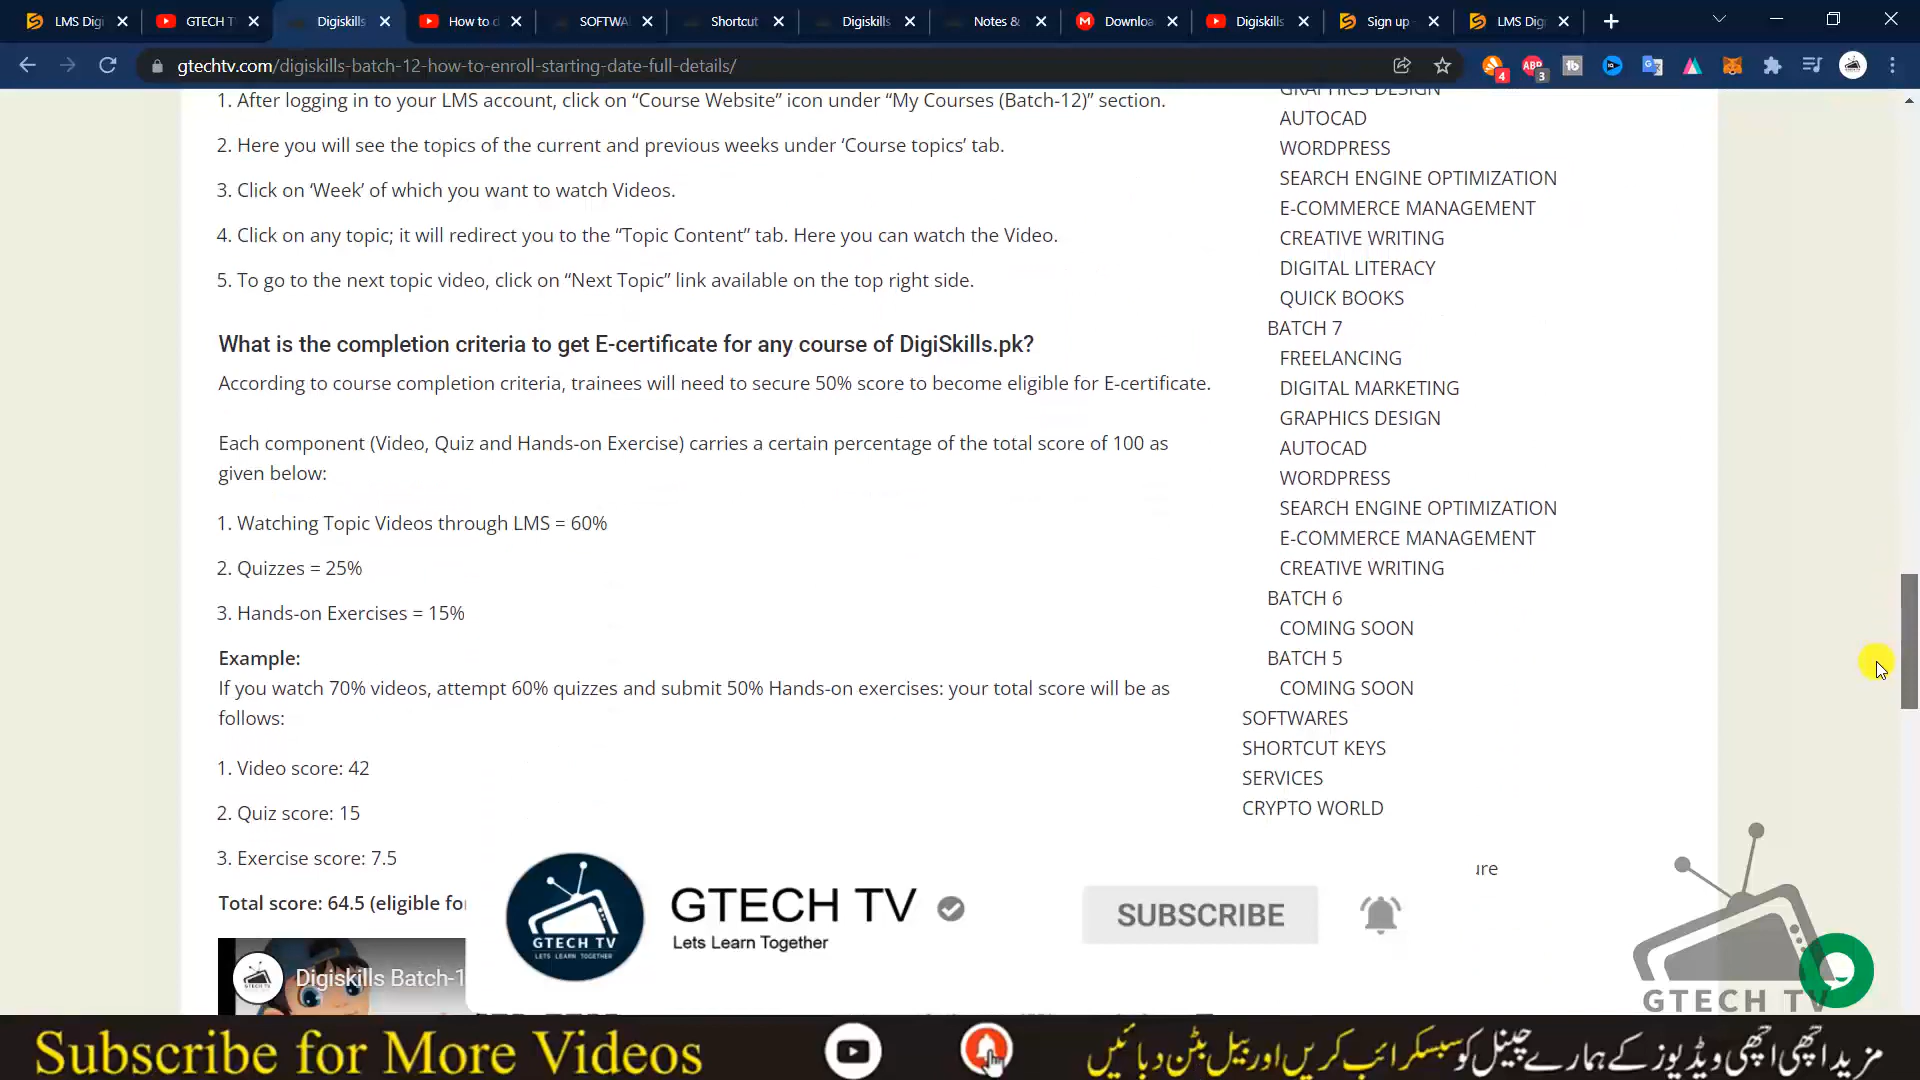 LMS Digi
GTECH T
Digiskills
How to d
SOFTWA
Shortcut
Digiskills
Notes &
Downloa
Digiskills
Sign up
LMS Digi
gtechtv.com/digiskills-batch-12-how-to-enroll-starting-date-full-details/
4
ABP
3
1. After logging in to your LMS account, click on “Course Website” icon under “My Courses (Batch-12)” section.
2. Here you will see the topics of the current and previous weeks under ‘Course topics’ tab.
3. Click on ‘Week’ of which you want to watch Videos.
4. Click on any topic; it will redirect you to the “Topic Content” tab. Here you can watch the Video.
5. To go to the next topic video, click on “Next Topic” link available on the top right side.
What is the completion criteria to get E-certificate for any course of DigiSkills.pk?
According to course completion criteria, trainees will need to secure 50% score to become eligible for E-certificate.
Each component (Video, Quiz and Hands-on Exercise) carries a certain percentage of the total score of 100 as
given below:
1. Watching Topic Videos through LMS = 60%
2. Quizzes = 25%
3. Hands-on Exercises = 15%
Example:
If you watch 70% videos, attempt 60% quizzes and submit 50% Hands-on exercises: your total score will be as
follows:
1. Video score: 42
2. Quiz score: 15
3. Exercise score: 7.5
Total score: 64.5 (eligible for
Digiskills Batch-1
GRAPHICS DESIGN
AUTOCAD
WORDPRESS
SEARCH ENGINE OPTIMIZATION
E-COMMERCE MANAGEMENT
CREATIVE WRITING
DIGITAL LITERACY
QUICK BOOKS
BATCH 7
FREELANCING
DIGITAL MARKETING
GRAPHICS DESIGN
AUTOCAD
WORDPRESS
SEARCH ENGINE OPTIMIZATION
E-COMMERCE MANAGEMENT
CREATIVE WRITING
BATCH 6
COMING SOON
BATCH 5
COMING SOON
SOFTWARES
SHORTCUT KEYS
SERVICES
CRYPTO WORLD
GTECH TV
LETS LEARN TOGETHER
GTECH TV
Lets Learn Together
SUBSCRIBE
GTECH TV
Subscribe for More Videos
مزید اچھی اچھی ویڈیوز کے ہمارے چینل کو سبسکرائب کریں اور بیل بٹن دبائیں